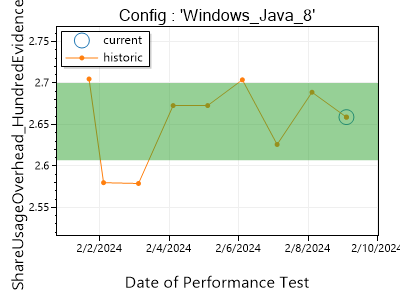 Config : 'Windows_Java_8'
ShareUsageOverhead_HundredEvidence
current
historic
2.75
2.7
2.65
2.6
2.55
2/2/2024
2/4/2024
2/6/2024
2/8/2024
2/10/2024
Date of Performance Test